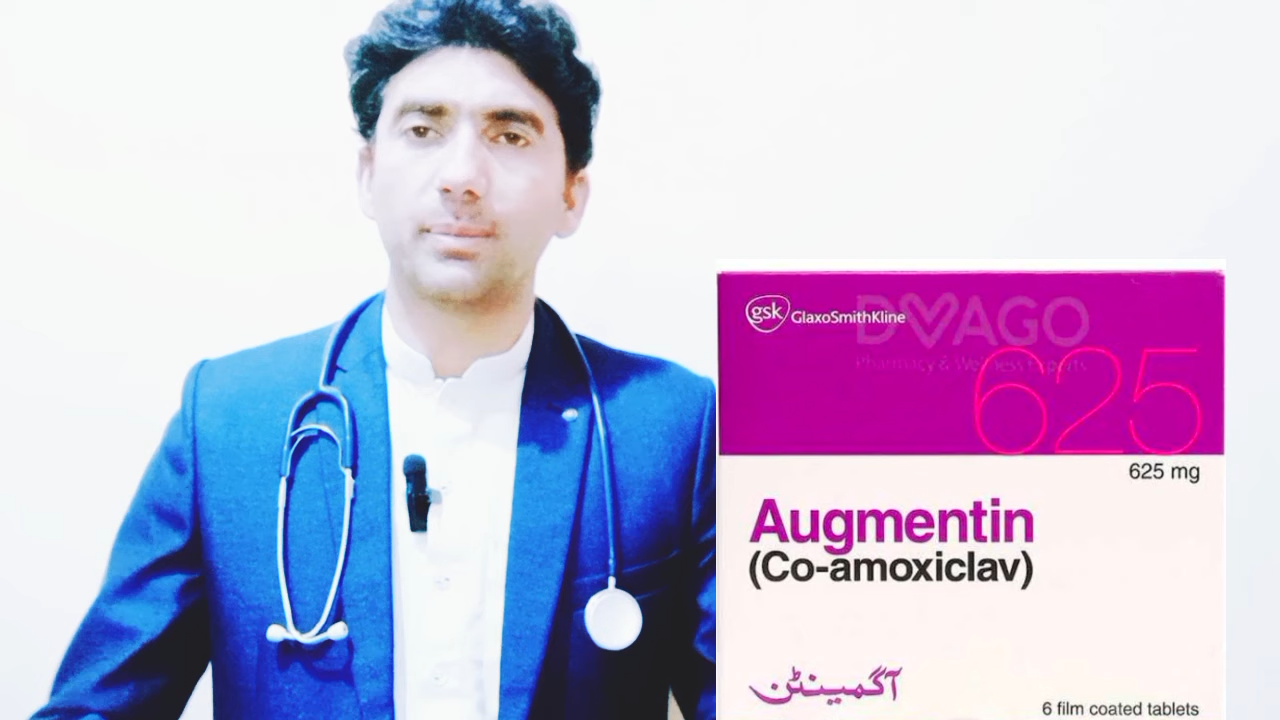 gsk GlaxoSmithKline
DVAGO
Pharmacy & Wellness Experts
625
625 mg
Augmentin
(Co-amoxiclav)
آگمینٹن
6 film coated tablets